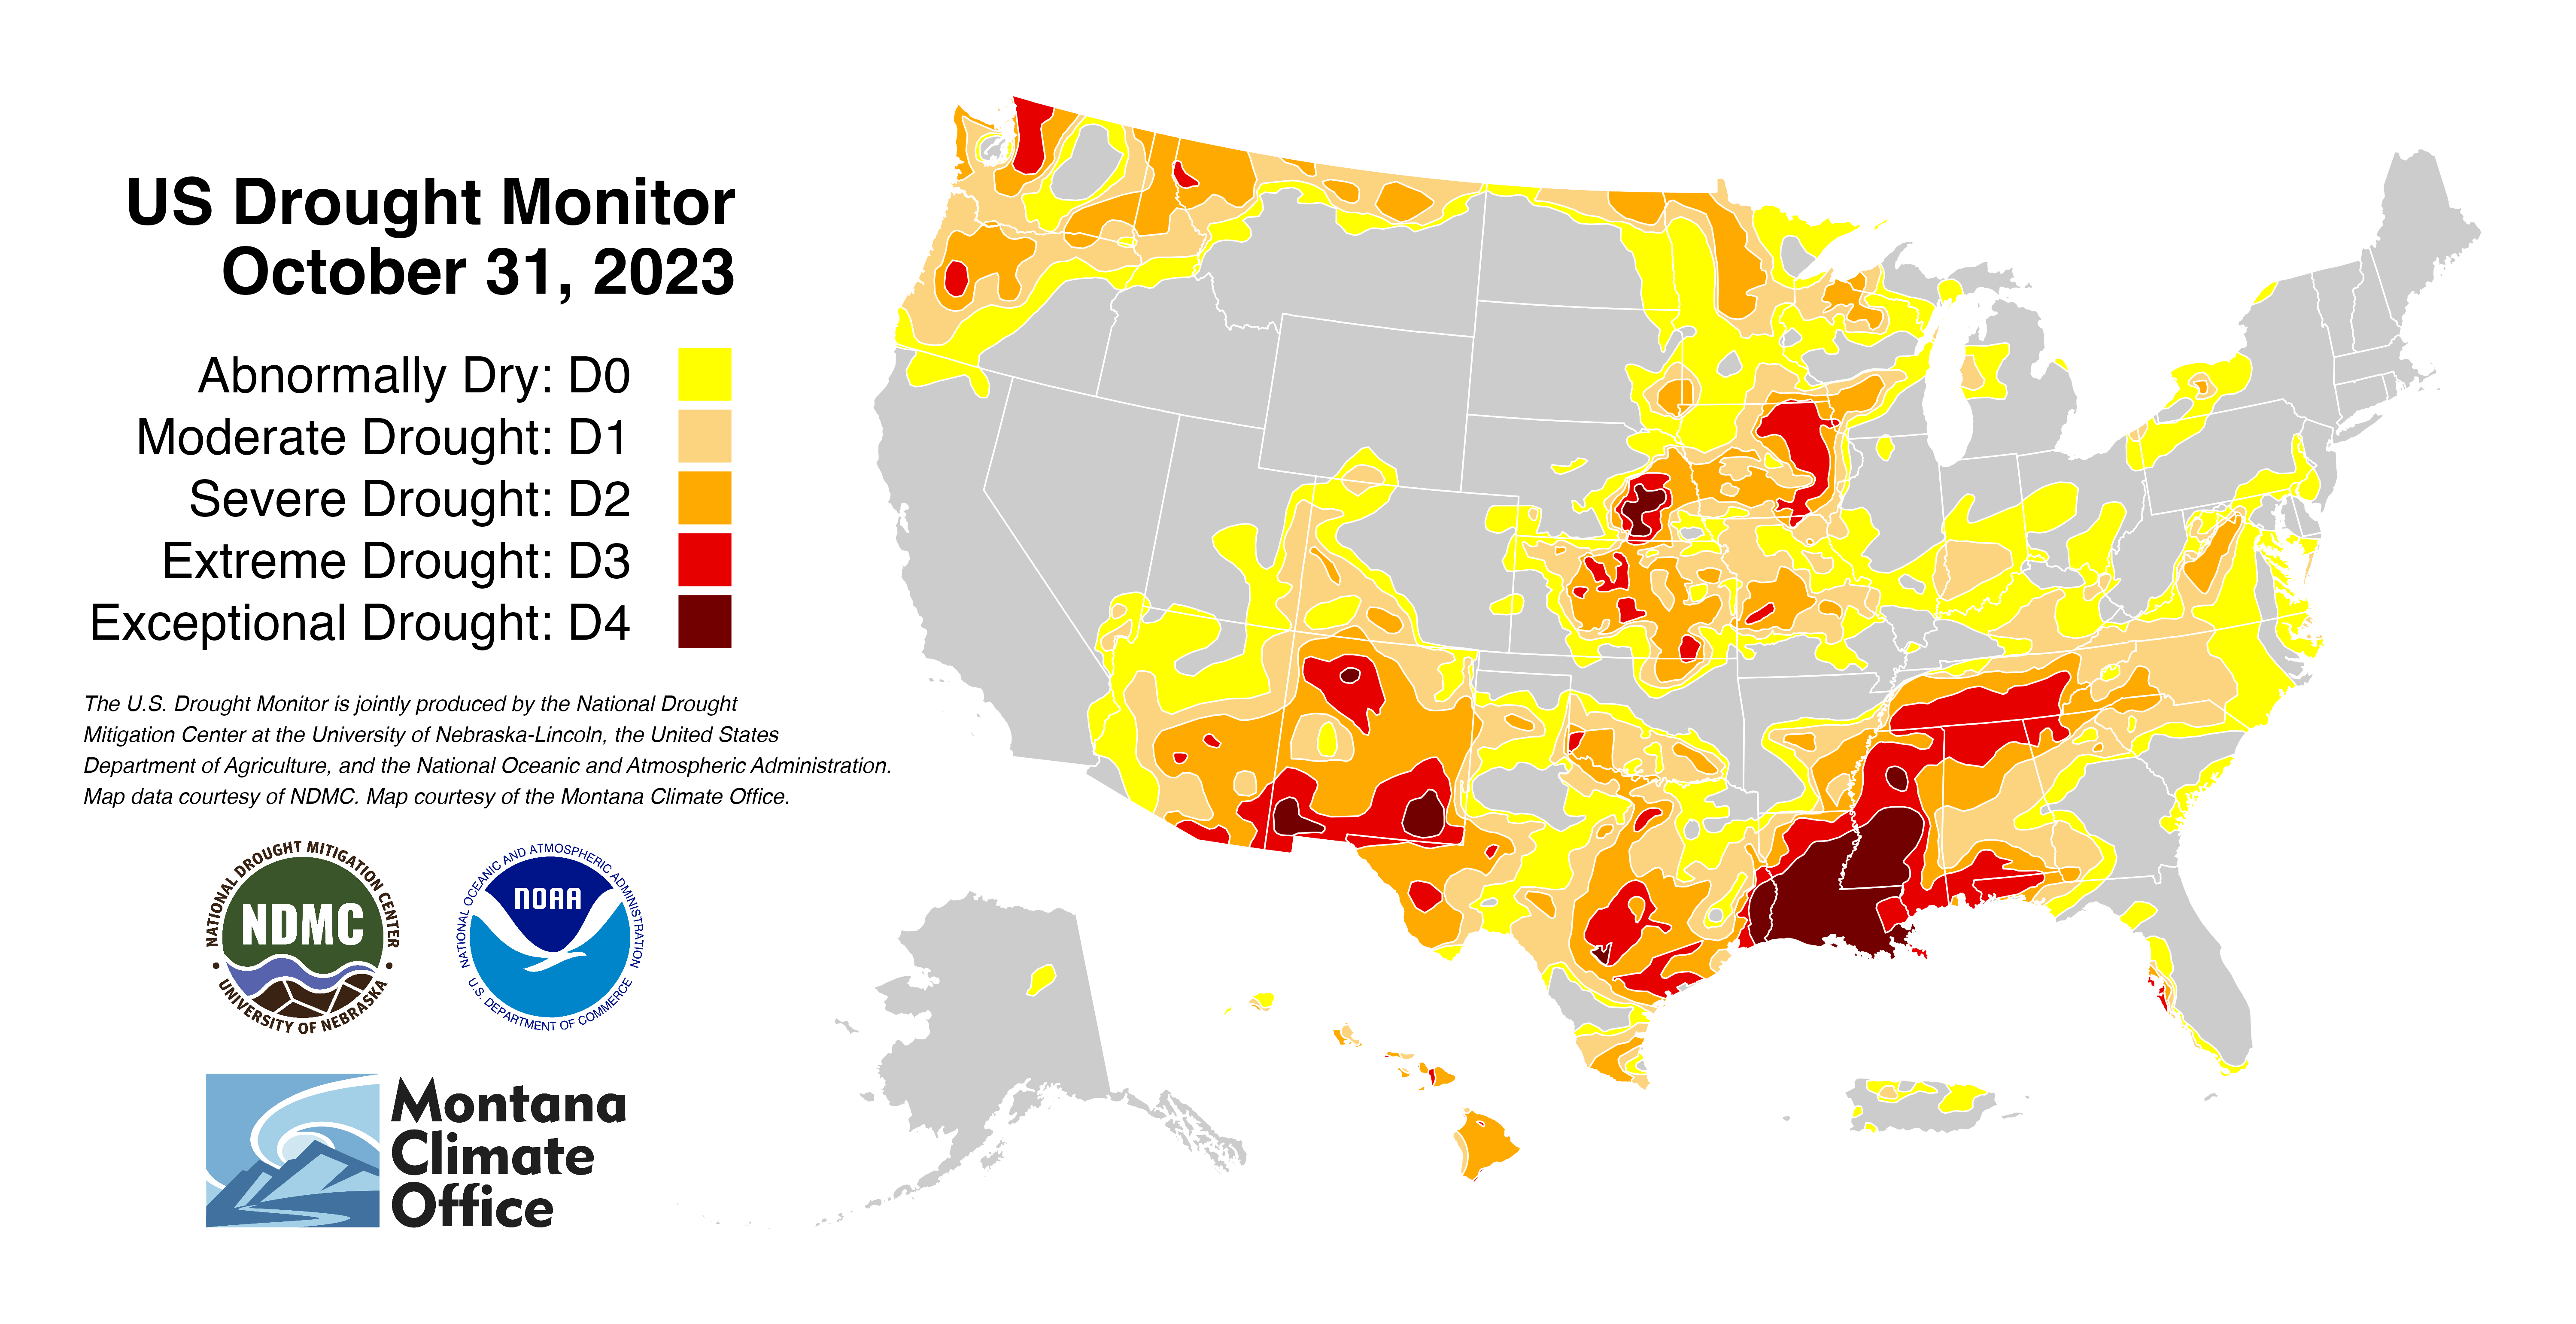 US Drought Monitor
October 31, 2023
Abnormally Dry: D0
Moderate Drought: D1
Severe Drought: D2
Extreme Drought: D3
Exceptional Drought: D4
The U.S. Drought Monitor is jointly produced by the National Drought
Mitigation Center at the University of Nebraska-Lincoln, the United States
Department of Agriculture, and the National Oceanic and Atmospheric Administration.
Map data courtesy of NDMC. Map courtesy of the Montana Climate Office.
NATIONAL DROUGHT MITIGATION CENTER
NDMC
• UNIVERSITY OF NEBRASKA •
NATIONAL OCEANIC AND ATMOSPHERIC ADMINISTRATION
NOAA
U.S. DEPARTMENT OF COMMERCE
Montana
Climate
Office